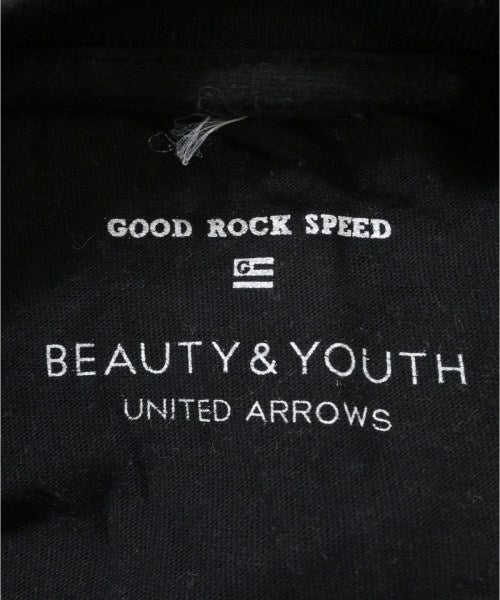 GOOD ROCK SPEED
G
BEAUTY & YOUTH
UNITED ARROWS